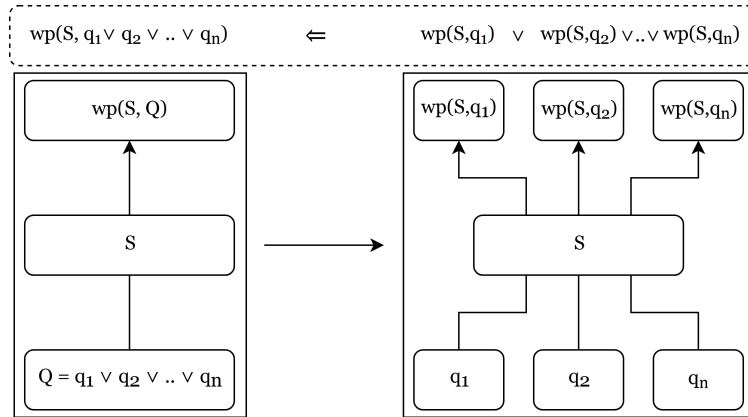 wp(S, q₁ ∨ q₂ ∨ .. ∨ qₙ) ⇐ wp(S,q₁) ∨ wp(S,q₂) ∨..∨ wp(S,qₙ)
wp(S, Q)
S
Q = q₁ ∨ q₂ ∨ .. ∨ qₙ
wp(S,q₁) wp(S,q₂) wp(S,qₙ)
S
q₁ q₂ qₙ